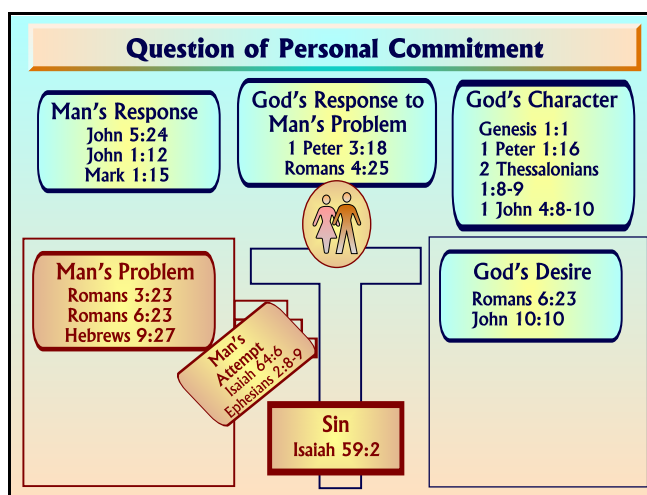 Question of Personal Commitment
Man's Response
John 5:24
John 1:12
Mark 1:15
God's Response to
Man's Problem
1 Peter 3:18
Romans 4:25
God's Character
Genesis 1:1
1 Peter 1:16
2 Thessalonians
1:8-9
1 John 4:8-10
Man's Problem
Romans 3:23
Romans 6:23
Hebrews 9:27
Man's
Attempt
Isaiah 64:6
Ephesians 2:8-9
God's Desire
Romans 6:23
John 10:10
Sin
Isaiah 59:2